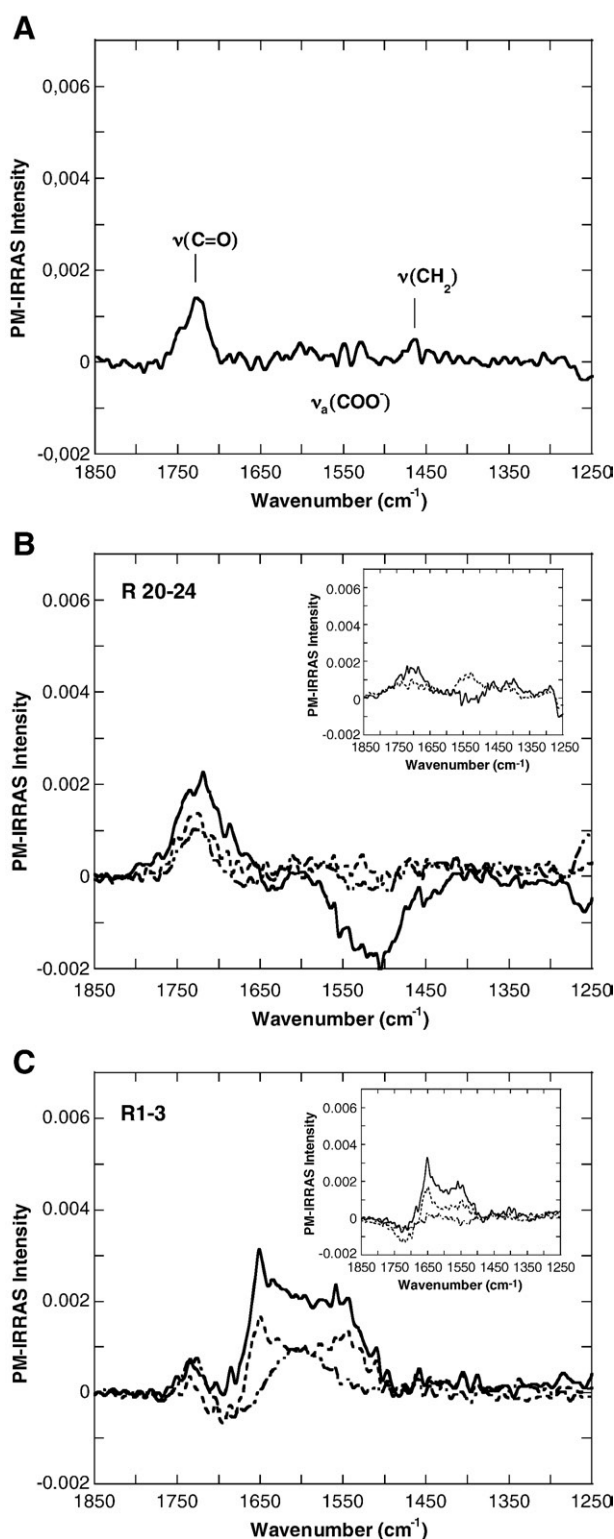 A
0,006
0,004
0,002
0
-0,002
PM-IRRAS Intensity
ν(C=O)
ν(CH2)
νa(COO-)
1850 1750 1650 1550 1450 1350 1250
Wavenumber (cm-1)
B
R 20-24
0.006
0.004
0.002
0
-0.002
PM-IRRAS Intensity
0.006
0.004
0.002
0
-0.002
PM-IRRAS Intensity
1850 1750 1650 1550 1450 1350 1250
Wavenumber (cm-1)
1850 1750 1650 1550 1450 1350 1250
Wavenumber (cm-1)
C
R1-3
0.006
0.004
0.002
0
-0.002
PM-IRRAS Intensity
0.006
0.004
0.002
0
-0.002
PM-IRRAS Intensity
1850 1750 1650 1550 1450 1350 1250
Wavenumber (cm-1)
1850 1750 1650 1550 1450 1350 1250
Wavenumber (cm-1)